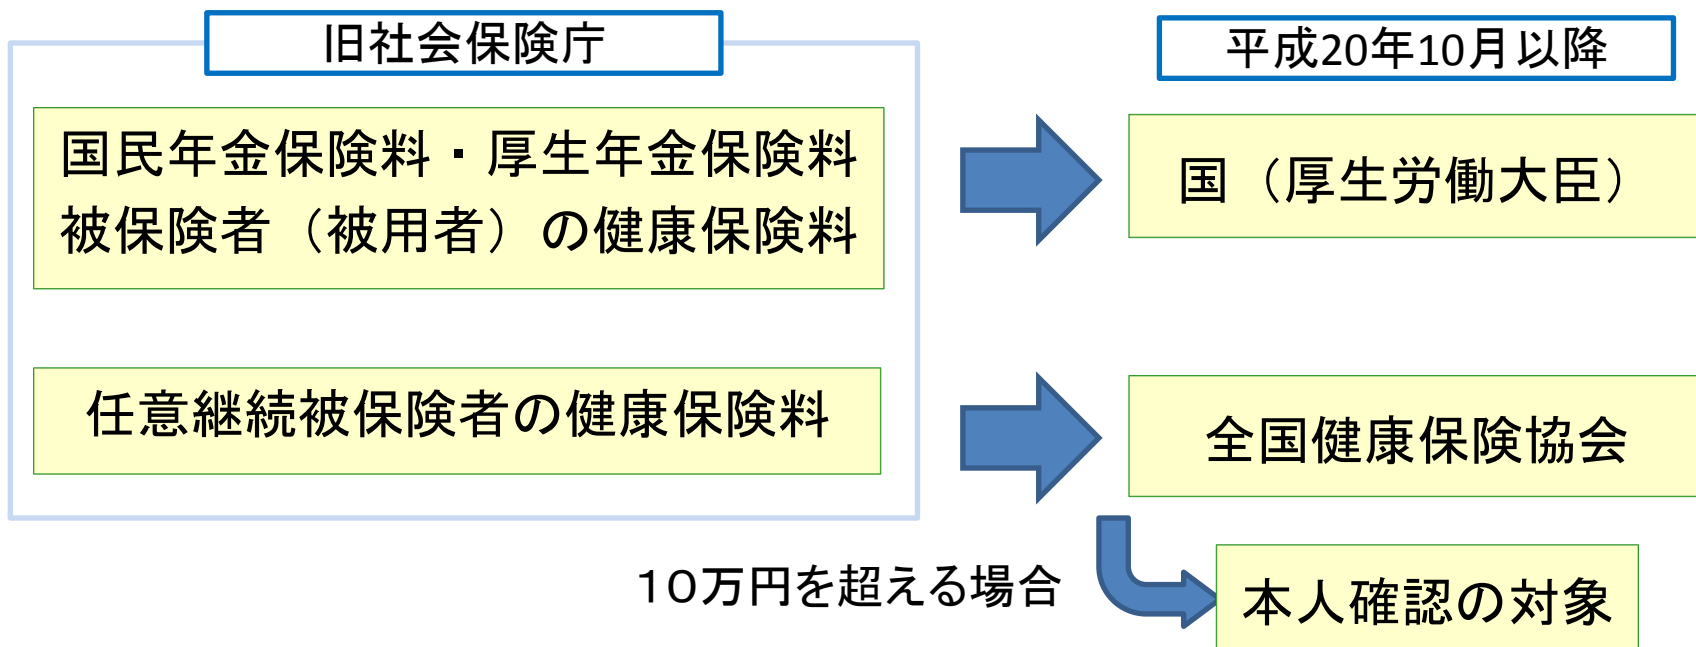 旧社会保険庁
平成20年10月以降
国民年金保険料・厚生年金保険料
被保険者（被用者）の健康保険料
国（厚生労働大臣）
任意継続被保険者の健康保険料
全国健康保険協会
１０万円を超える場合
本人確認の対象